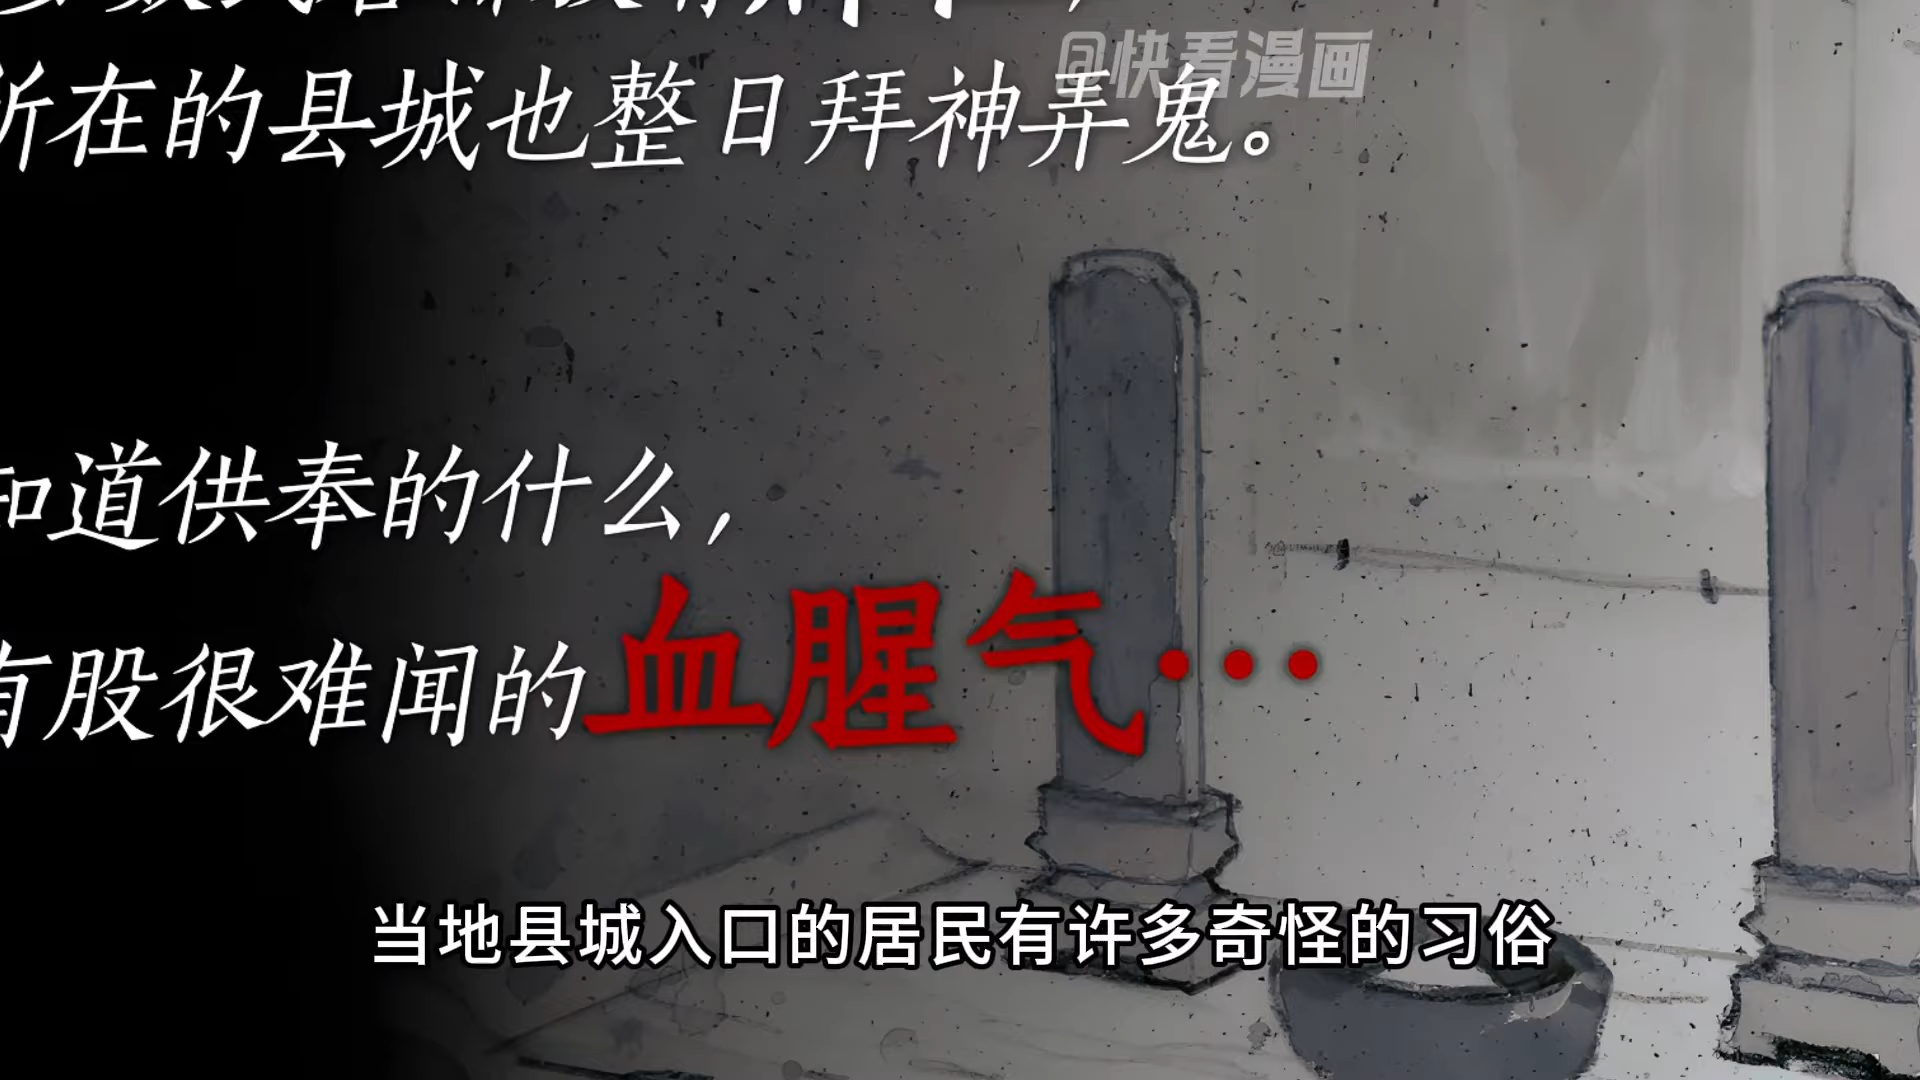 @快看漫画
所在的县城也整日拜神弄鬼。
知道供奉的什么，
有股很难闻的血腥气…
当地县城入口的居民有许多奇怪的习俗